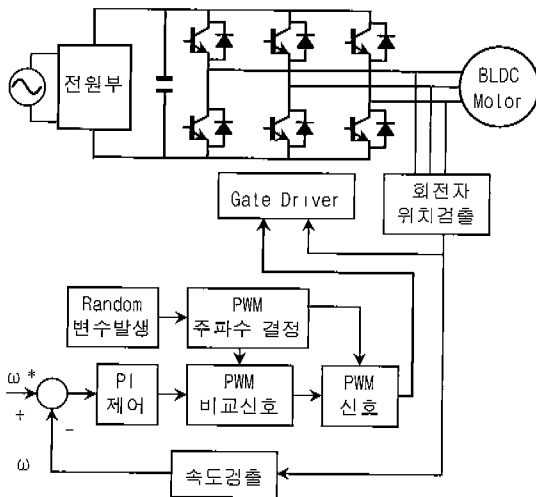 전원부
BLDC
Motor
Gate Driver
회전자
위치검출
Random
변수발생
PWM
주파수 결정
ω*
+
-
PI
제어
PWM
비교신호
PWM
신호
ω
속도검출